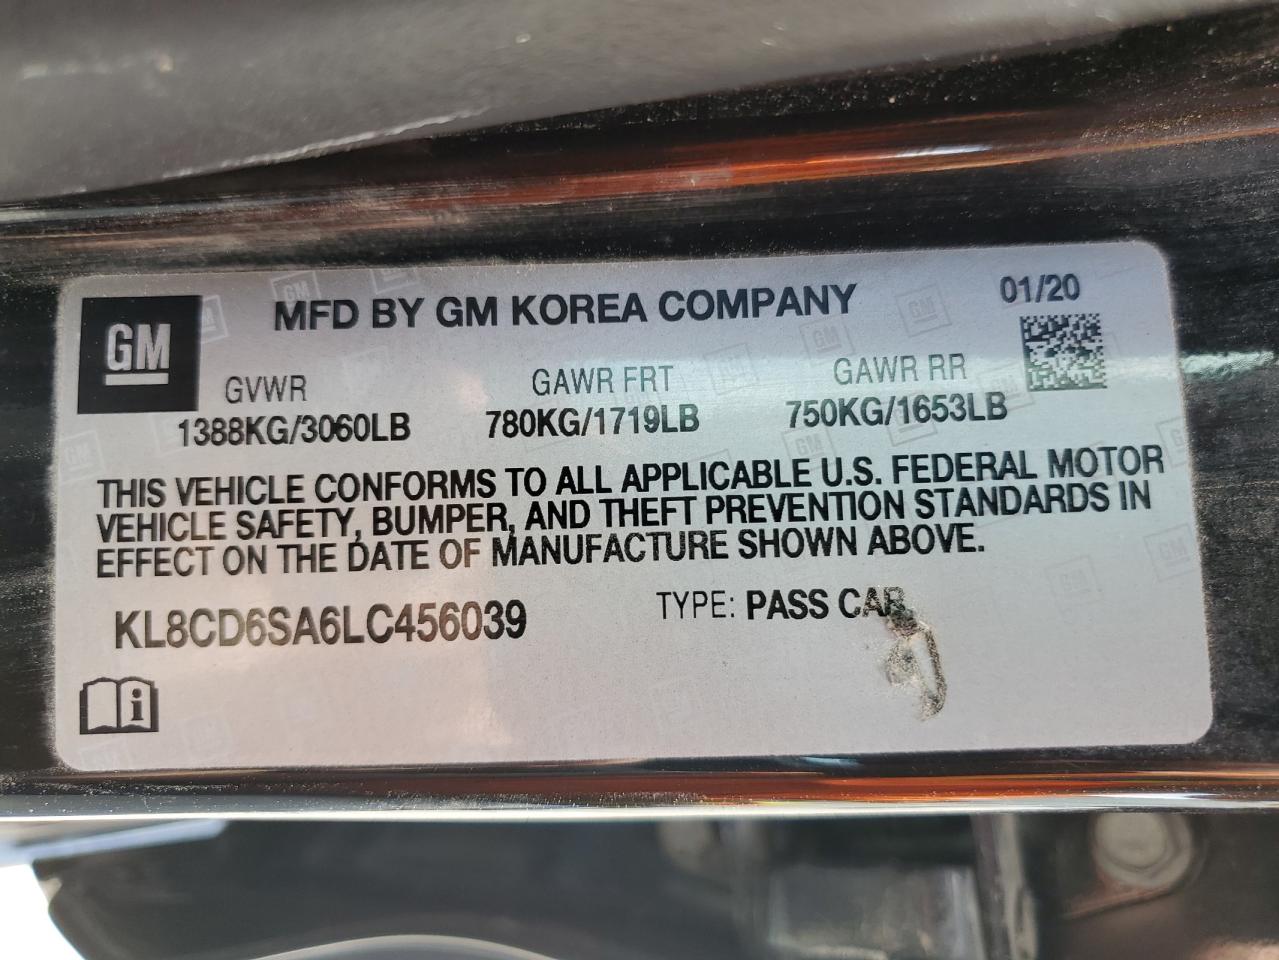 GM
MFD BY GM KOREA COMPANY
01/20
GVWR GAWR FRT GAWR RR
1388KG/3060LB 780KG/1719LB 750KG/1653LB
THIS VEHICLE CONFORMS TO ALL APPLICABLE U.S. FEDERAL MOTOR
VEHICLE SAFETY, BUMPER, AND THEFT PREVENTION STANDARDS IN
EFFECT ON THE DATE OF MANUFACTURE SHOWN ABOVE.
KL8CD6SA6LC456039 TYPE: PASS CAR